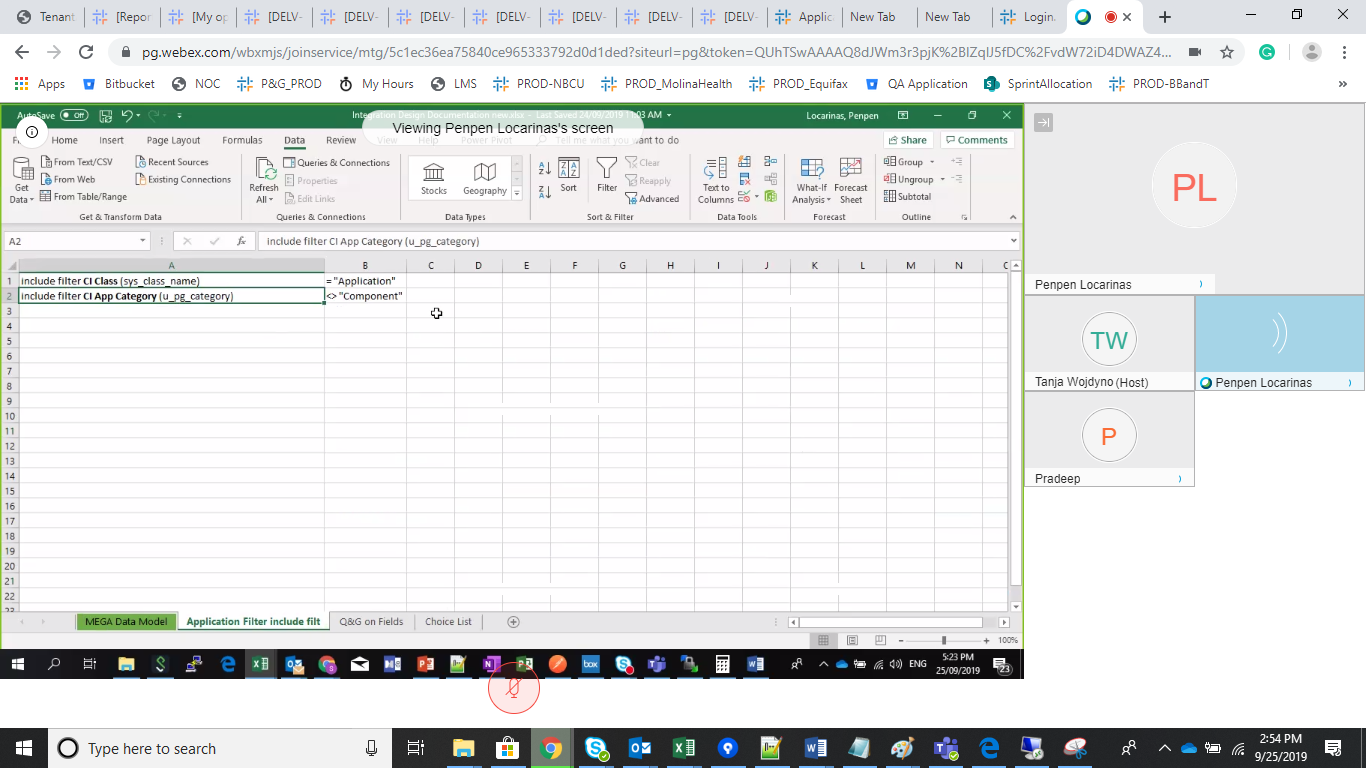 Tenant
[Repor
[My op
[DELV-
[DELV-
[DELV-
[DELV-
[DELV-
[DELV-
[DELV-
Applic
New Tab
New Tab
Login
pg.webex.com/wbxmjs/joinservice/mtg/5c1ec36ea75840ce965333792d0d1ded?siteurl=pg&token=QUhTSwAAAAQ8dJWm3r3pjK%2BIZqlJ5fDC%2FvdW72iD4DWAZ4...
Apps
Bitbucket
NOC
P&G_PROD
My Hours
LMS
PROD-NBCU
PROD_MolinaHealth
PROD_Equifax
QA Application
SprintAllocation
PROD-BBandT
»
AutoSave Off
Integration Design Documentation new.xlsx - Last Saved 24/09/2019 11:03 AM
Locarinas, Penpen
Viewing Penpen Locarinas's screen
Home
Insert
Page Layout
Formulas
Data
Review
Help
Power Pivot
Tell me what you want to do
Share
Comments
Get Data
From Text/CSV
From Web
From Table/Range
Recent Sources
Existing Connections
Get & Transform Data
Refresh All
Queries & Connections
Properties
Edit Links
Queries & Connections
Stocks
Geography
Data Types
Sort
Filter
Clear
Reapply
Advanced
Sort & Filter
Text to Columns
Data Tools
What-If Analysis
Forecast Sheet
Forecast
Group
Ungroup
Subtotal
Outline
A2
fx
include filter CI App Category (u_pg_category)
A B C D E F G H I J K L M N
1 include filter CI Class (sys_class_name) = "Application"
2 include filter CI App Category (u_pg_category) <> "Component"
3
4
5
6
7
8
9
10
11
12
13
14
15
16
17
18
19
20
21
22
23
MEGA Data Model
Application Filter include filt
Q&G on Fields
Choice List
100%
ENG
5:23 PM
25/09/2019
23
PL
Penpen Locarinas
TW
Tanja Wojdyno (Host)
Penpen Locarinas
P
Pradeep
Type here to search
2:54 PM
9/25/2019